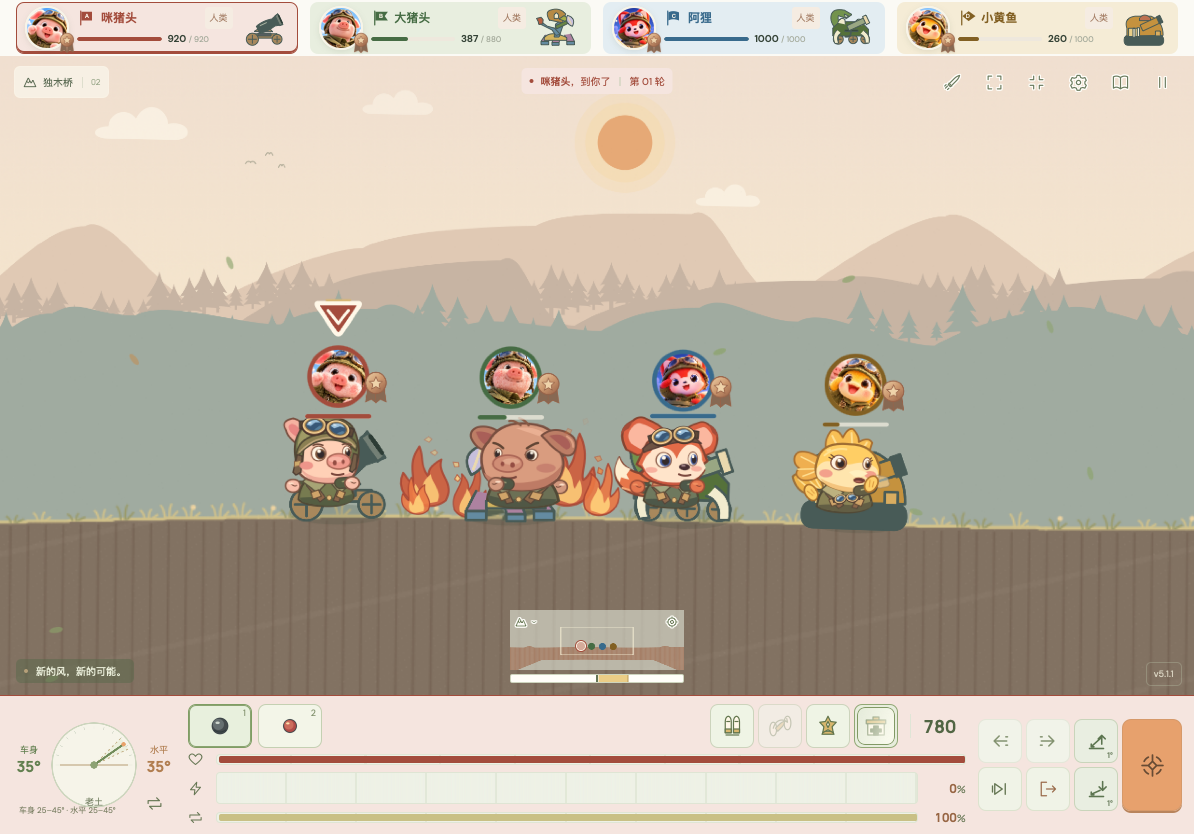 A 咪猪头 人类
920 / 920
B 大猪头 人类
387 / 880
C 阿狸 人类
1000 / 1000
D 小黄鱼 人类
260 / 1000
独木桥 02
咪猪头，到你了 第 01 轮
新的风，新的可能。
v5.1.1
1
2
780
车身
35°
水平
35°
老土
车身 25–45° · 水平 25–45°
0%
100%
1°
1°